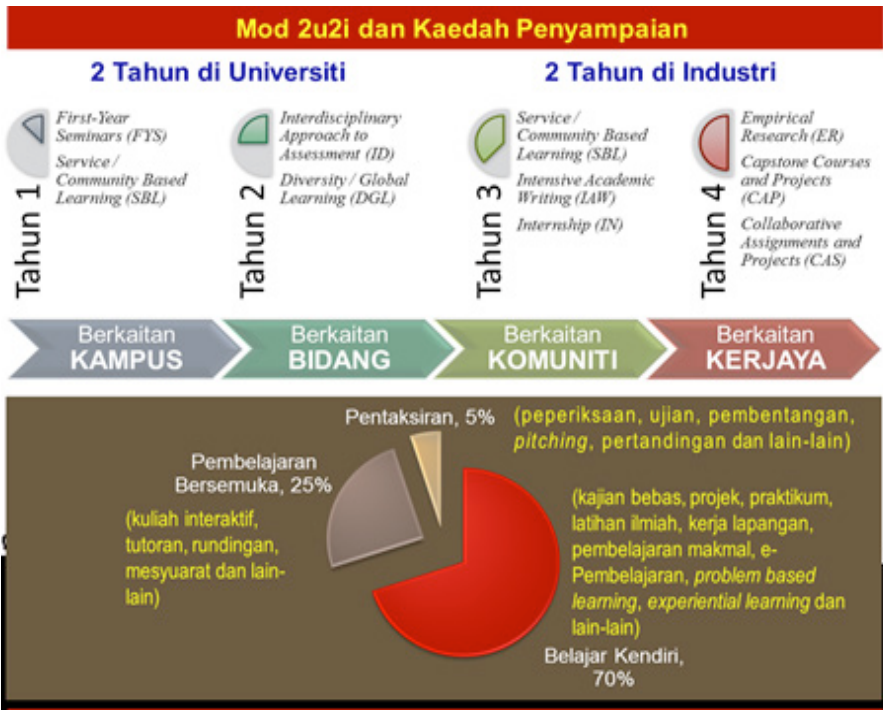 Mod 2u2i dan Kaedah Penyampaian
2 Tahun di Universiti
2 Tahun di Industri
Tahun 1
First-Year
Seminars (FYS)
Service /
Community Based
Learning (SBL)
Tahun 2
Interdisciplinary
Approach to
Assessment (ID)
Diversity / Global
Learning (DGL)
Tahun 3
Service /
Community Based
Learning (SBL)
Intensive Academic
Writing (IAW)
Internship (IN)
Tahun 4
Empirical
Research (ER)
Capstone Courses
and Projects
(CAP)
Collaborative
Assignments and
Projects (CAS)
Berkaitan
KAMPUS
Berkaitan
BIDANG
Berkaitan
KOMUNITI
Berkaitan
KERJAYA
Pentaksiran, 5%
(peperiksaan, ujian, pembentangan,
pitching, pertandingan dan lain-lain)
Pembelajaran
Bersemuka, 25%
(kuliah interaktif,
tutoran, rundingan,
mesyuarat dan lain-
lain)
(kajian bebas, projek, praktikum,
latihan ilmiah, kerja lapangan,
pembelajaran makmal, e-
Pembelajaran, problem based
learning, experiential learning dan
lain-lain)
Belajar Kendiri,
70%